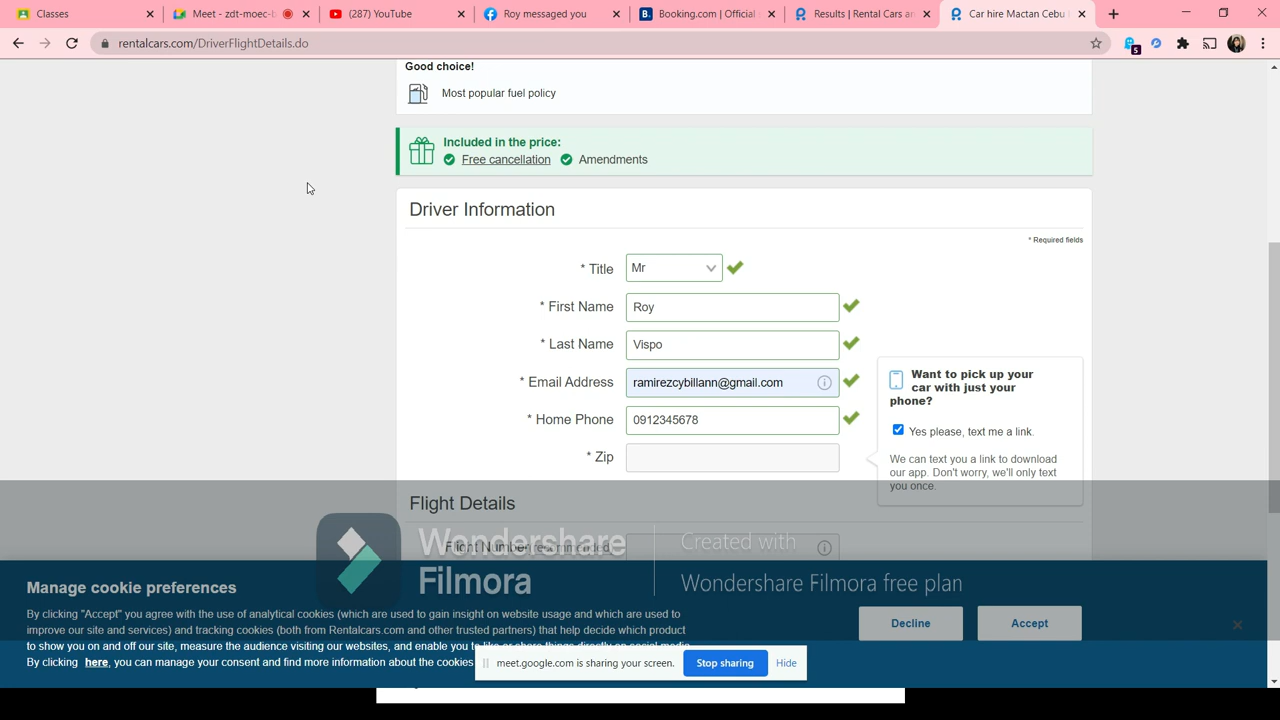 Classes
Meet - zdt-moec-b
(287) YouTube
Roy messaged you
Booking.com | Official
Results | Rental Cars an
Car hire Mactan Cebu
rentalcars.com/DriverFlightDetails.do
5
Good choice!
Most popular fuel policy
Included in the price:
Free cancellation
Amendments
Driver Information
* Required fields
* Title
Mr
* First Name
Roy
* Last Name
Vispo
* Email Address
ramirezcybillann@gmail.com
* Home Phone
0912345678
* Zip
Want to pick up your
car with just your
phone?
Yes please, text me a link.
We can text you a link to download
our app. Don't worry, we'll only text
you once.
Flight Details
Flight Number recommended
Wondershare
Filmora
Created with
Wondershare Filmora free plan
Manage cookie preferences
By clicking "Accept" you agree with the use of analytical cookies (which are used to gain insight on website usage and which are used to
improve our site and services) and tracking cookies (both from Rentalcars.com and other trusted partners) that help decide which product
to show you on and off our site, measure the audience visiting our websites, and enable you to like or share things directly on social media.
By clicking here, you can manage your consent and find more information about the cookies
Decline
Accept
meet.google.com is sharing your screen.
Stop sharing
Hide